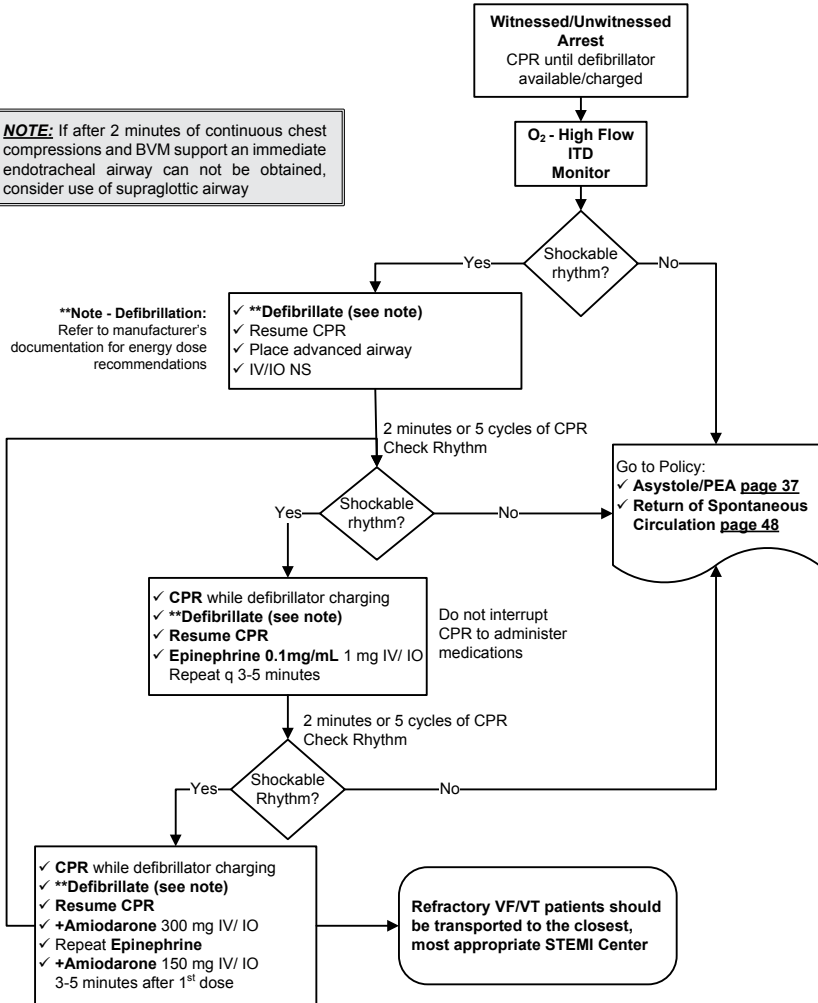 Witnessed/Unwitnessed
Arrest
CPR until defibrillator
available/charged
NOTE: If after 2 minutes of continuous chest
compressions and BVM support an immediate
endotracheal airway can not be obtained,
consider use of supraglottic airway
O₂ - High Flow
ITD
Monitor
Shockable
rhythm?
Yes
No
**Note - Defibrillation:
Refer to manufacturer's
documentation for energy dose
recommendations
✓ **Defibrillate (see note)
✓ Resume CPR
✓ Place advanced airway
✓ IV/IO NS
2 minutes or 5 cycles of CPR
Check Rhythm
Go to Policy:
✓ Asystole/PEA page 37
✓ Return of Spontaneous
Circulation page 48
Shockable
rhythm?
Yes
No
✓ CPR while defibrillator charging
✓ **Defibrillate (see note)
✓ Resume CPR
✓ Epinephrine 0.1mg/mL 1 mg IV/ IO
Repeat q 3-5 minutes
Do not interrupt
CPR to administer
medications
2 minutes or 5 cycles of CPR
Check Rhythm
Shockable
Rhythm?
Yes
No
✓ CPR while defibrillator charging
✓ **Defibrillate (see note)
✓ Resume CPR
✓ +Amiodarone 300 mg IV/ IO
✓ Repeat Epinephrine
✓ +Amiodarone 150 mg IV/ IO
3-5 minutes after 1st dose
Refractory VF/VT patients should
be transported to the closest,
most appropriate STEMI Center